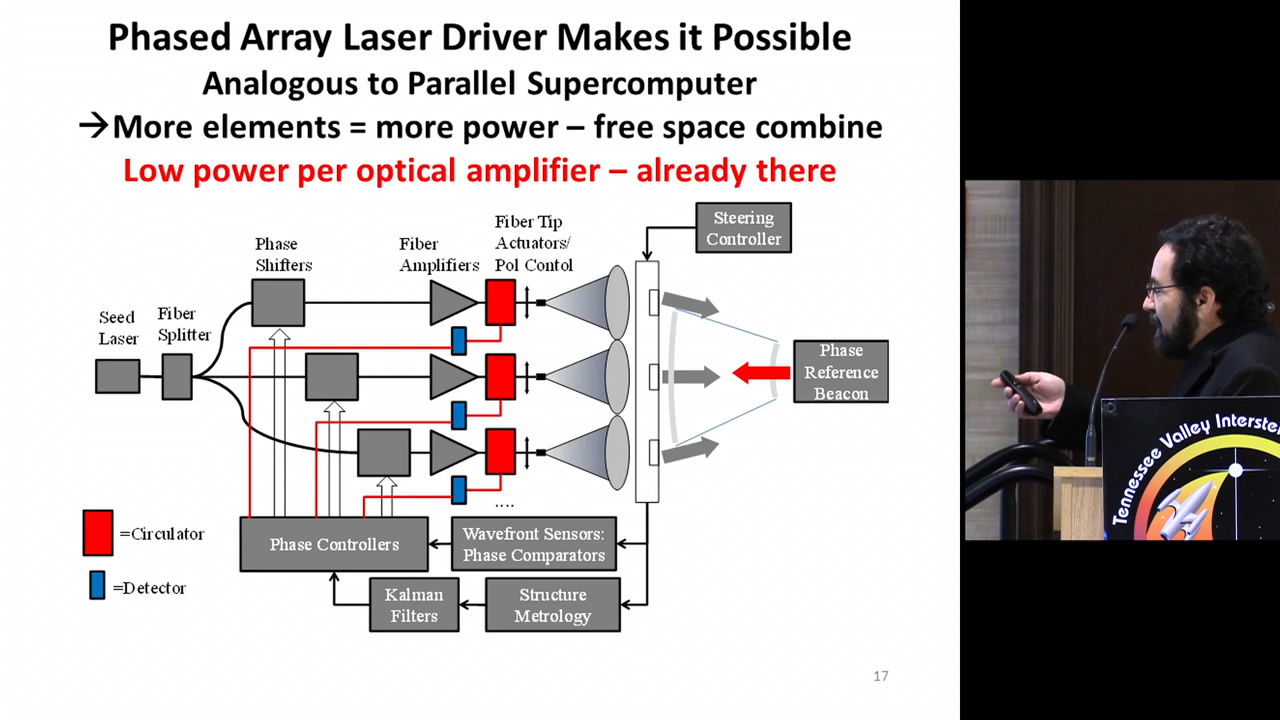 Phased Array Laser Driver Makes it Possible
Analogous to Parallel Supercomputer
→More elements = more power – free space combine
Low power per optical amplifier – already there
Steering
Controller
Fiber Tip
Actuators/
Pol Contol
Fiber
Amplifiers
Phase
Shifters
Fiber
Splitter
Seed
Laser
Phase
Reference
Beacon
....
Phase Controllers
Wavefront Sensors:
Phase Comparators
=Circulator
=Detector
Kalman
Filters
Structure
Metrology
17
Tennessee Valley